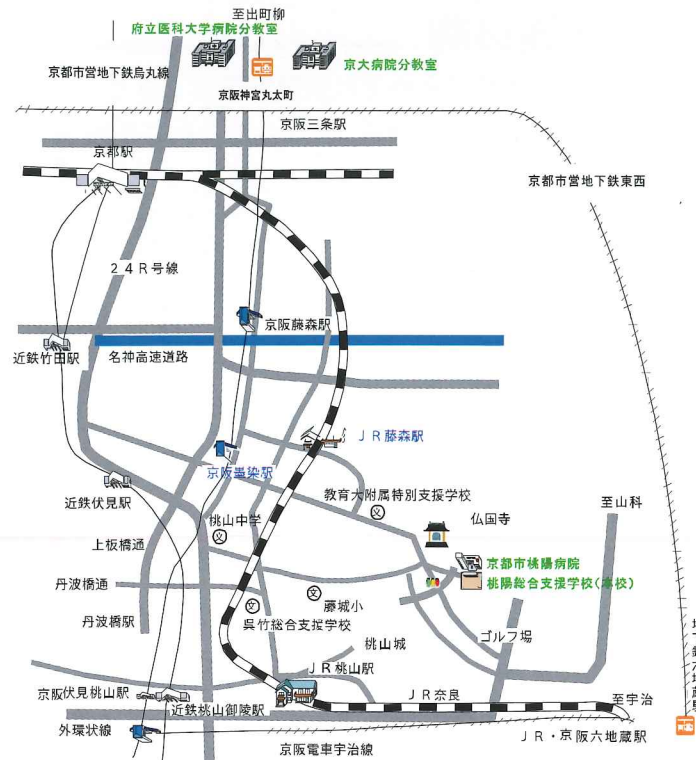 至出町柳
府立医科大学病院分教室
京大病院分教室
京都市営地下鉄烏丸線
京阪神宮丸太町
京阪三条駅
京都駅
京都市営地下鉄東西
24R号線
京阪藤森駅
近鉄竹田駅
名神高速道路
JR藤森駅
京阪墨染駅
近鉄伏見駅
教育大附属特別支援学校
文
至山科
桃山中学
文
仏国寺
上板橋通
京都市桃陽病院
桃陽総合支援学校(本校)
丹波橋通
文
藤城小
文
呉竹総合支援学校
丹波橋駅
桃山城
ゴルフ場
JR桃山駅
京阪伏見桃山駅
近鉄桃山御陵駅
JR奈良
至宇治
外環状線
京阪電車宇治線
JR・京阪六地蔵駅